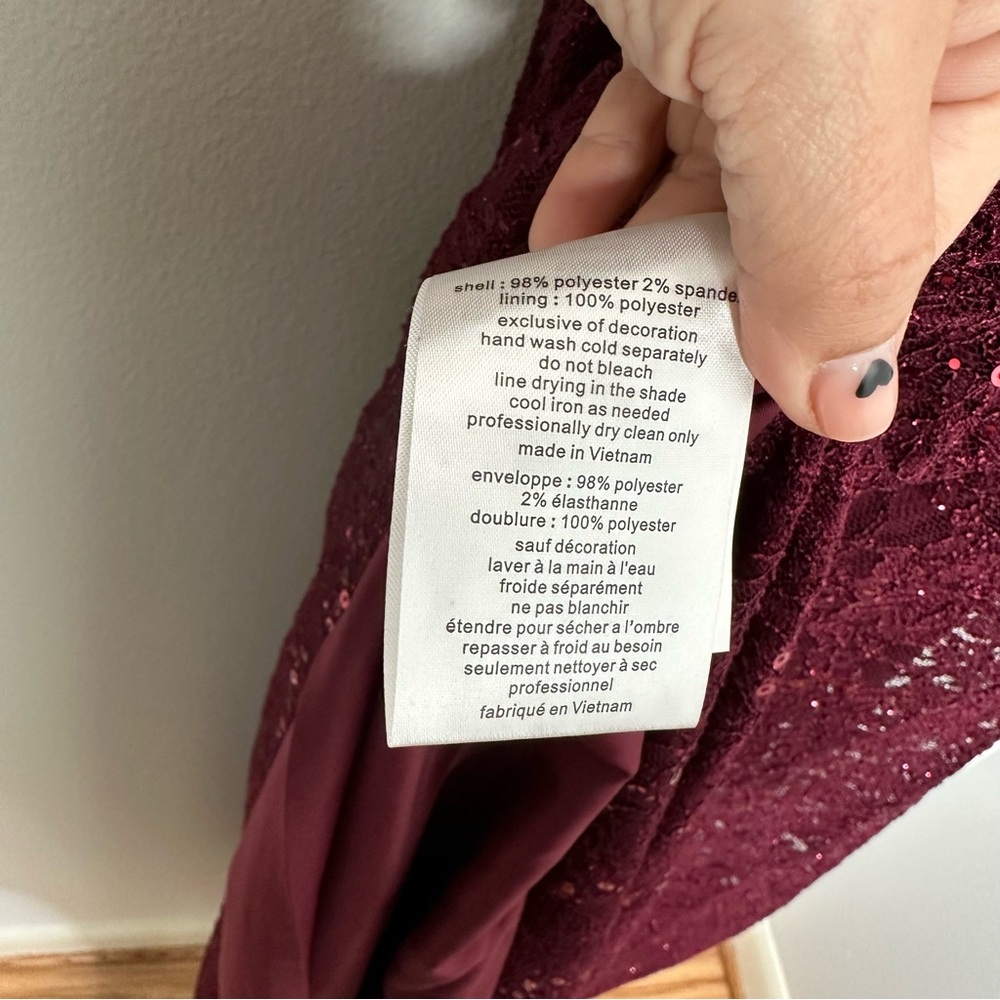 shell : 98% polyester 2% spande
lining : 100% polyester
exclusive of decoration
hand wash cold separately
do not bleach
line drying in the shade
cool iron as needed
professionally dry clean only
made in Vietnam
enveloppe : 98% polyester
2% élasthanne
doublure : 100% polyester
sauf décoration
laver à la main à l'eau
froide séparément
ne pas blanchir
étendre pour sécher a l'ombre
repasser à froid au besoin
seulement nettoyer à sec
professionnel
fabriqué en Vietnam